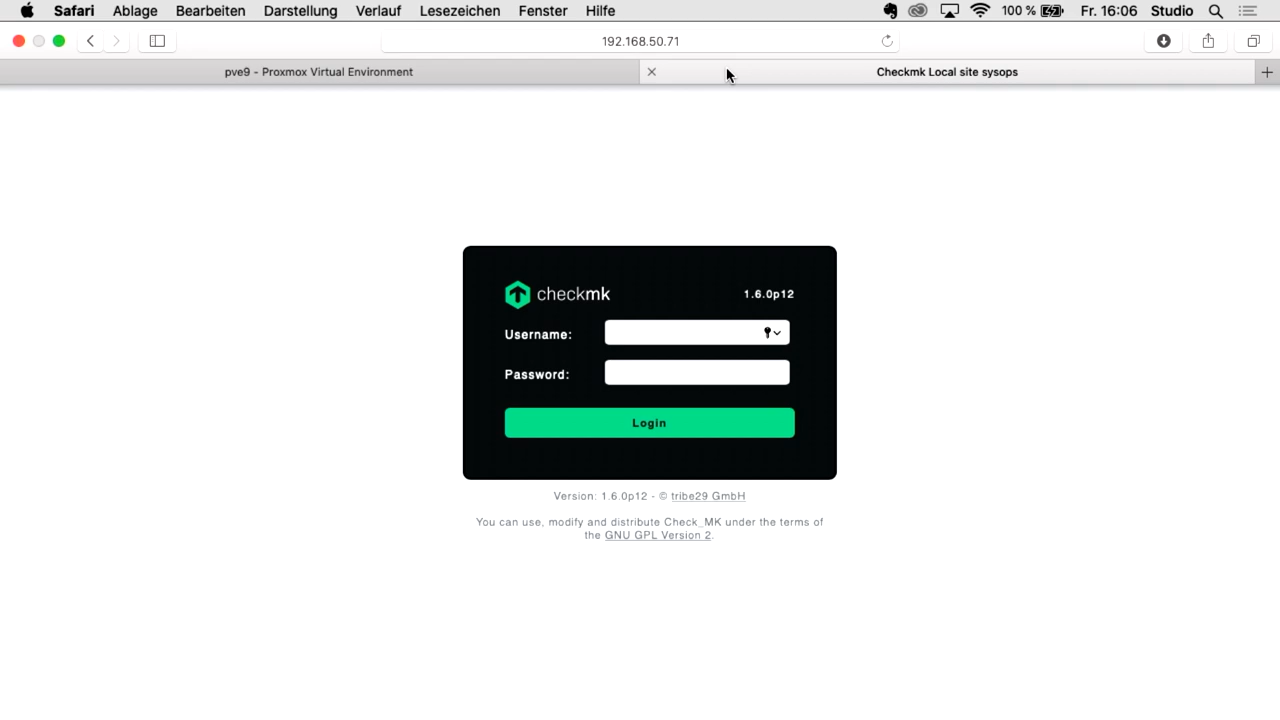 Safari Ablage Bearbeiten Darstellung Verlauf Lesezeichen Fenster Hilfe 100 % Fr. 16:06 Studio
192.168.50.71
pve9 - Proxmox Virtual Environment Checkmk Local site sysops
checkmk 1.6.0p12
Username:
Password:
Login
Version: 1.6.0p12 - © tribe29 GmbH
You can use, modify and distribute Check_MK under the terms of
the GNU GPL Version 2.